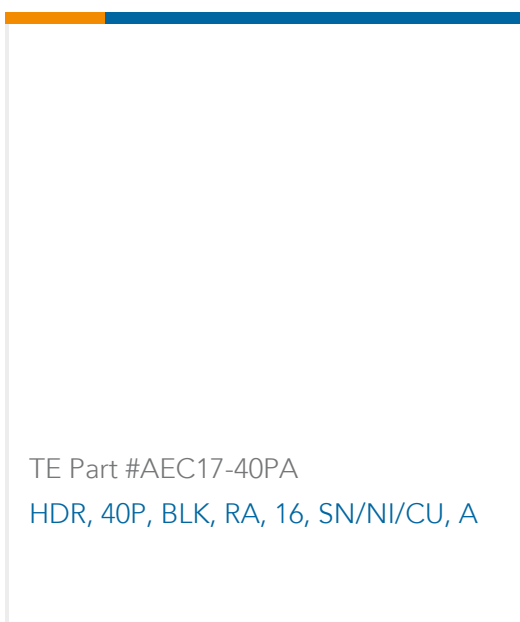 TE Part #AEC17-40PA
HDR, 40P, BLK, RA, 16, SN/NI/CU, A